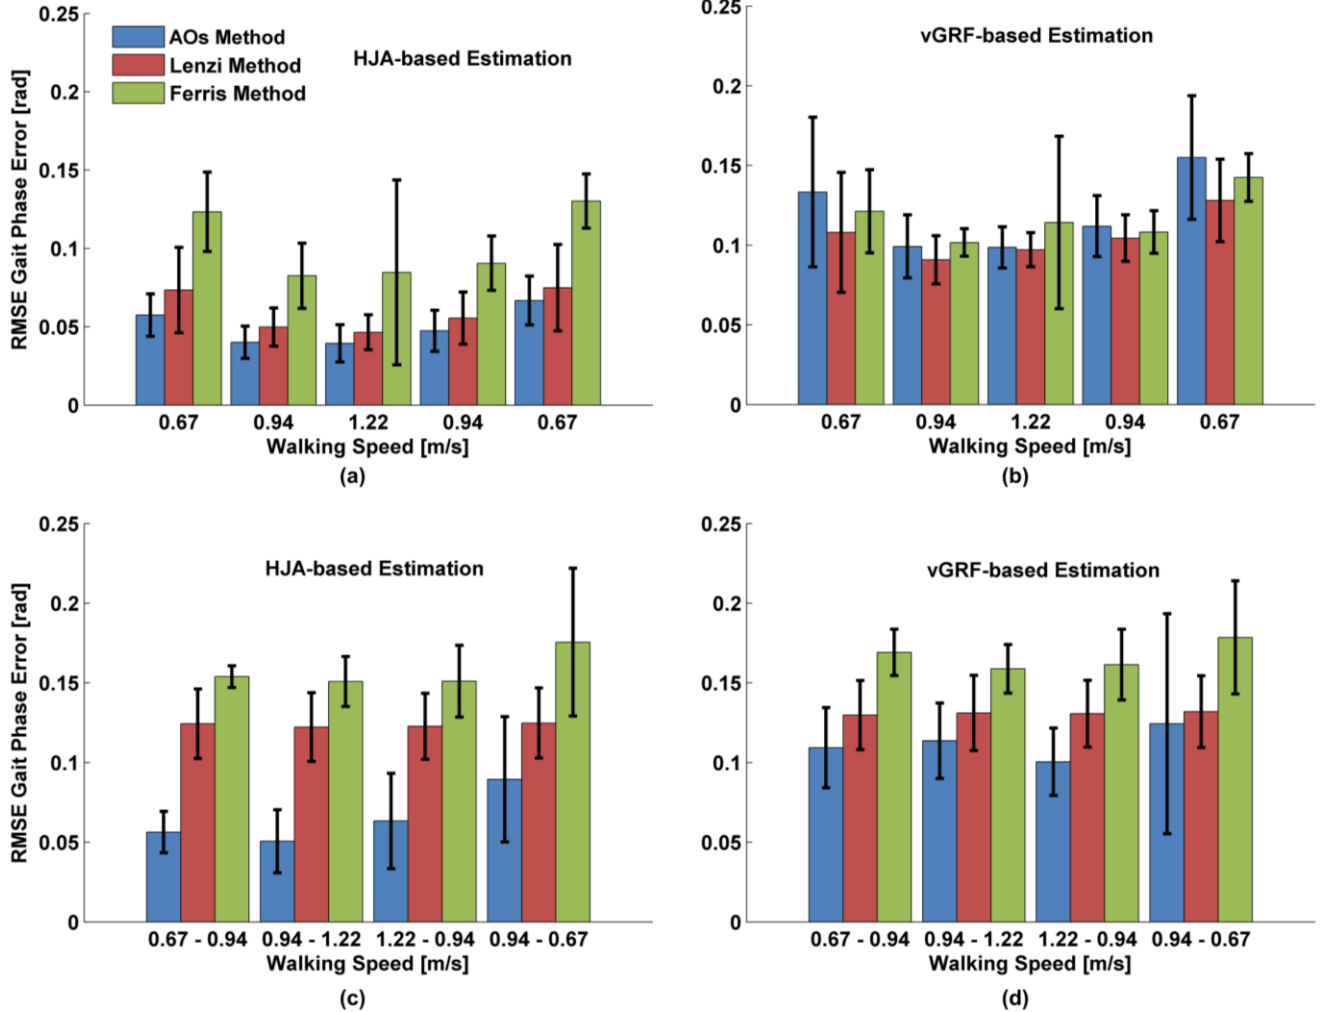 HJA-based Estimation
AOs Method
Lenzi Method
Ferris Method
RMSE Gait Phase Error [rad]
0.25
0.2
0.15
0.1
0.05
0
0.67 0.94 1.22 0.94 0.67
Walking Speed [m/s]
(a)
vGRF-based Estimation
0.25
0.2
0.15
0.1
0.05
0
0.67 0.94 1.22 0.94 0.67
Walking Speed [m/s]
(b)
HJA-based Estimation
RMSE Gait Phase Error [rad]
0.25
0.2
0.15
0.1
0.05
0
0.67 - 0.94 0.94 - 1.22 1.22 - 0.94 0.94 - 0.67
Walking Speed [m/s]
(c)
vGRF-based Estimation
0.25
0.2
0.15
0.1
0.05
0
0.67 - 0.94 0.94 - 1.22 1.22 - 0.94 0.94 - 0.67
Walking Speed [m/s]
(d)